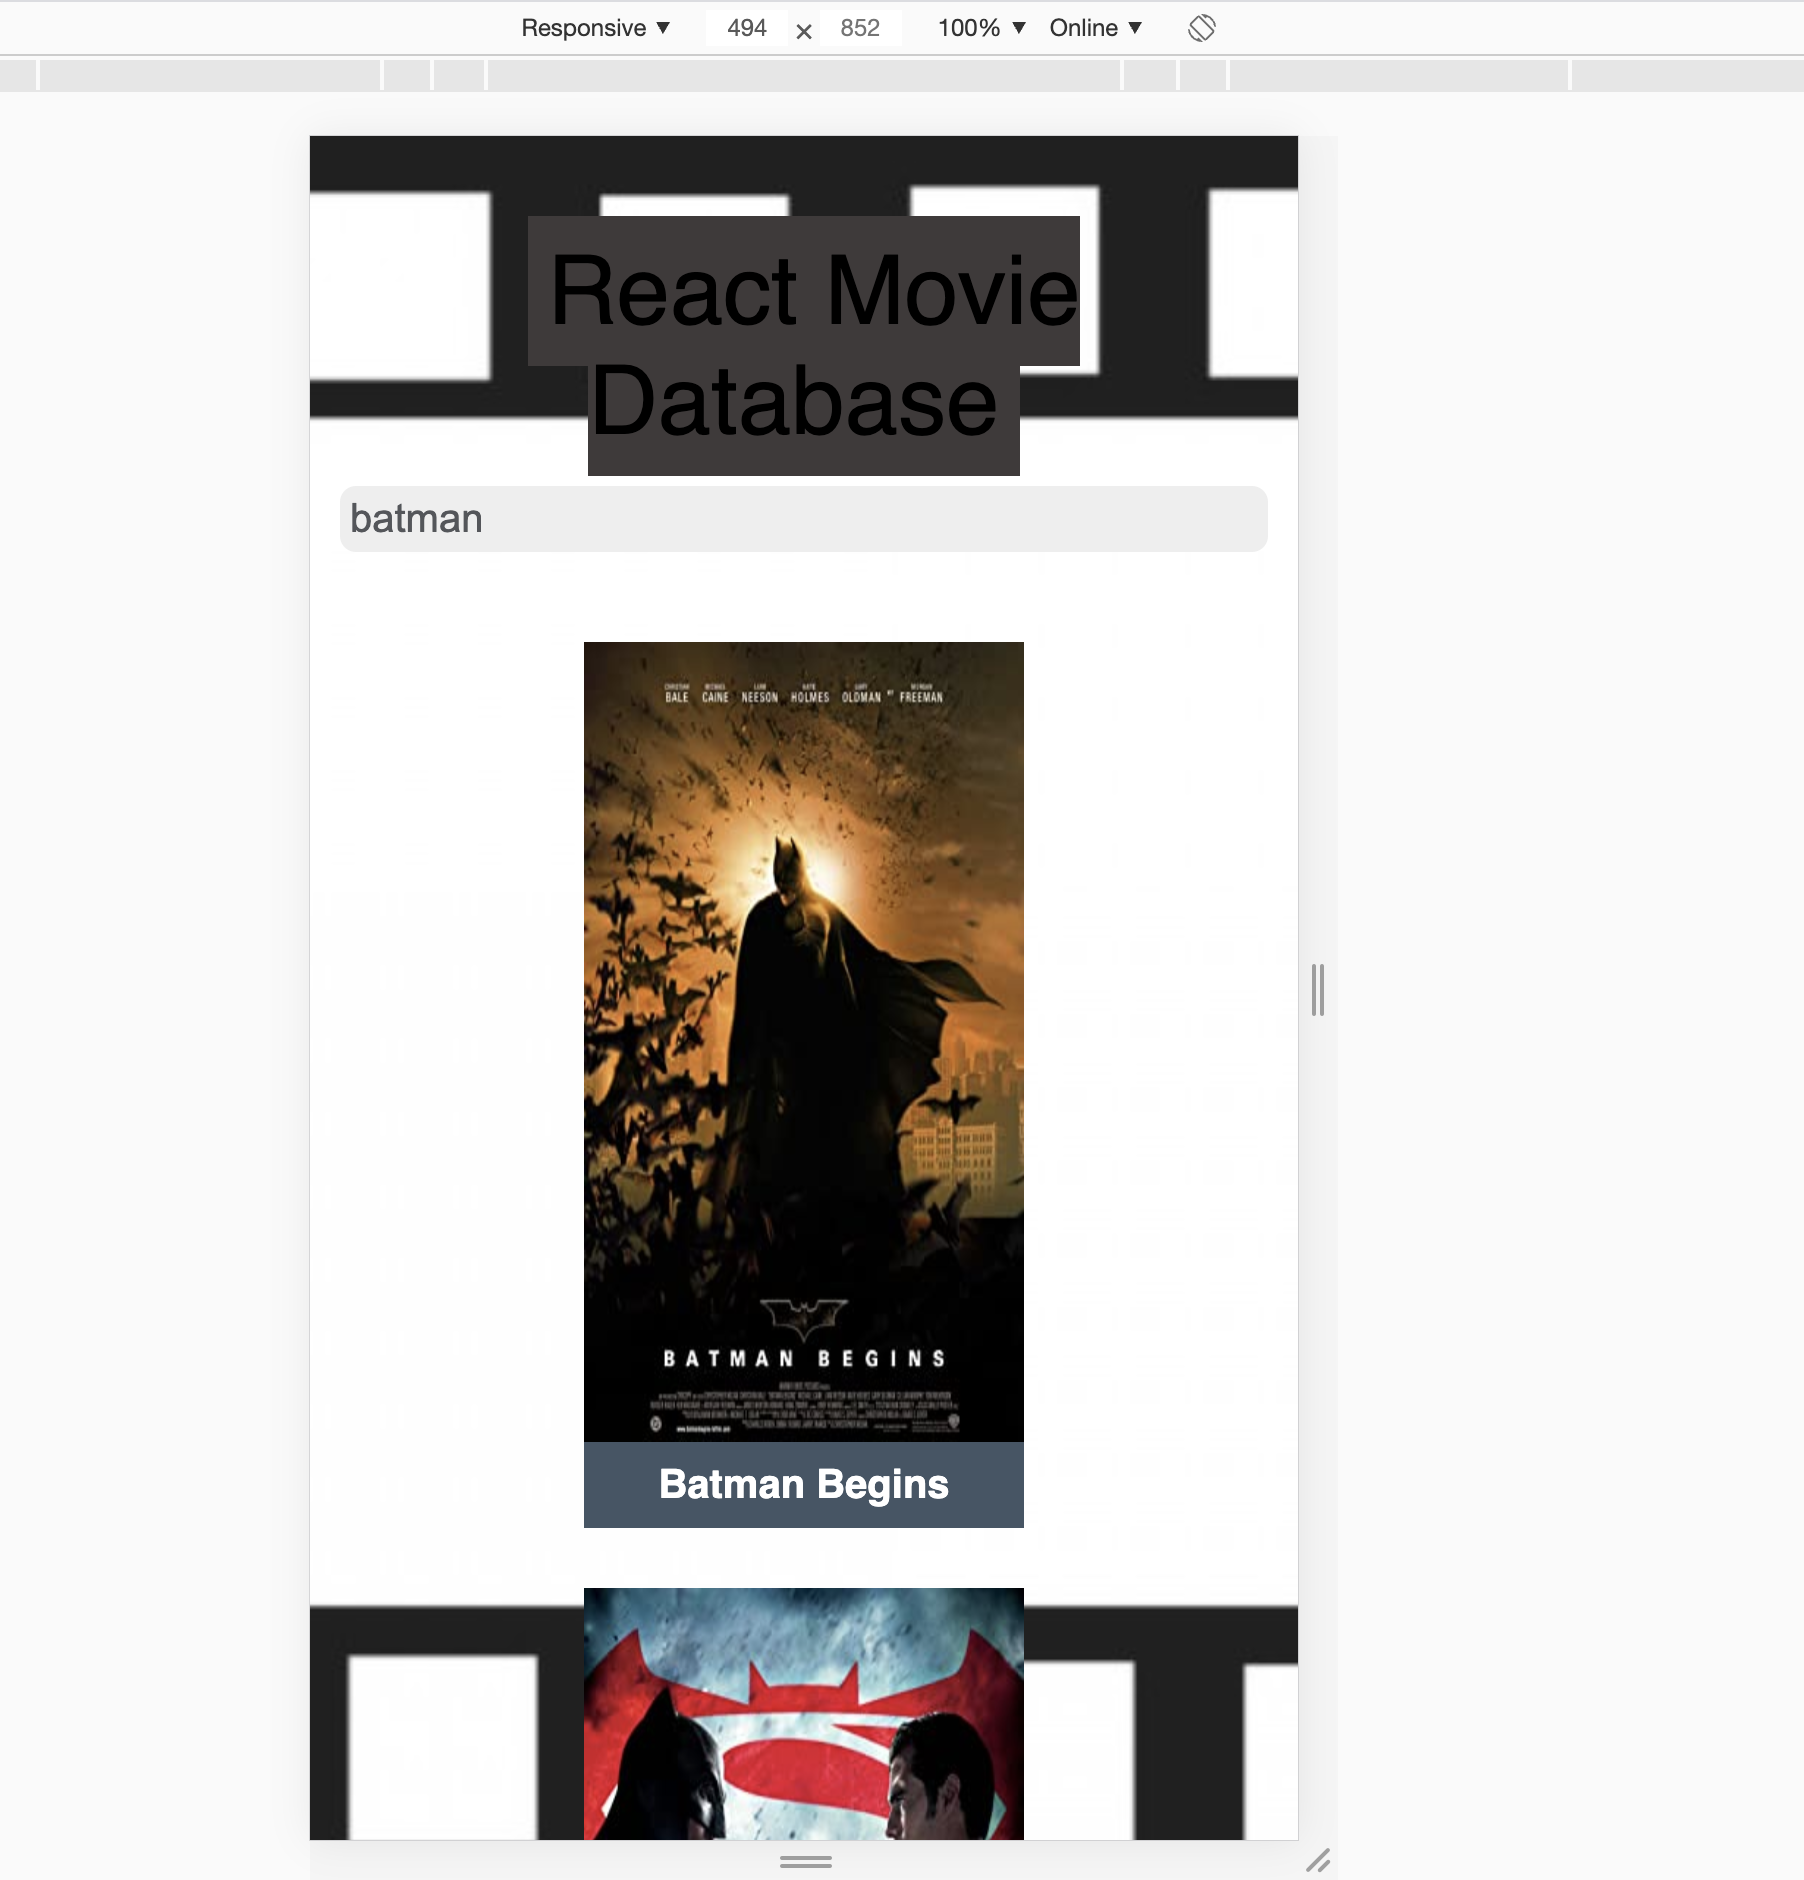 Responsive ▼ 494 × 852 100% ▼ Online ▼
React Movie
Database
batman
BALE CAINE NEESON HOLMES OLDMAN FREEMAN
BATMAN BEGINS
Batman Begins